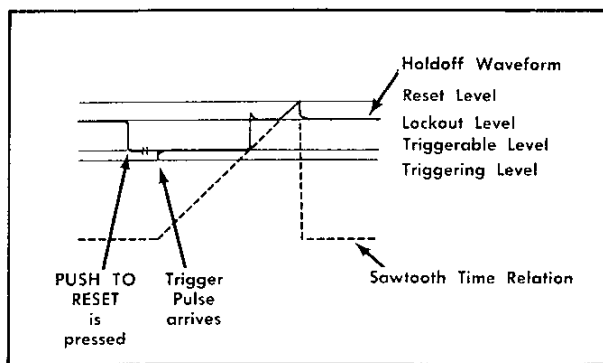 Holdoff Waveform
Reset Level
Lockout Level
Triggerable Level
Triggering Level
Sawtooth Time Relation
PUSH TO
RESET
is
pressed
Trigger
Pulse
arrives